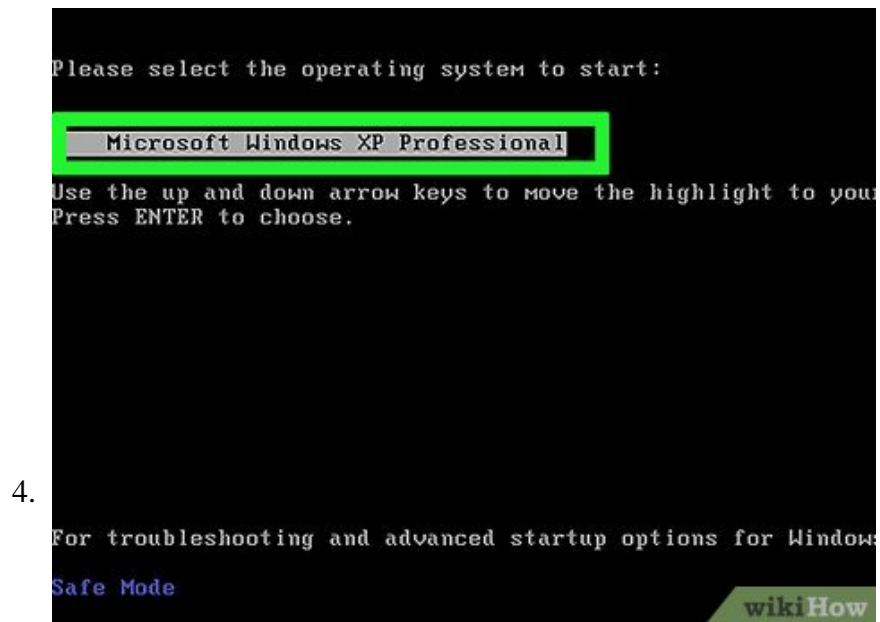 Please select the operating system to start:
Microsoft Windows XP Professional
Use the up and down arrow keys to move the highlight to your
Press ENTER to choose.
4.
For troubleshooting and advanced startup options for Windows
Safe Mode
wikiHow